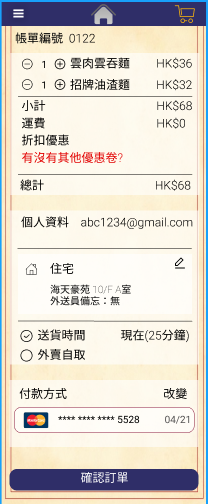 帳單編號 0122
1 雲肉雲吞麵 HK$36
1 招牌油渣麵 HK$32
小計 HK$68
運費 HK$0
折扣優惠
有沒有其他優惠卷?
總計 HK$68
個人資料 abc1234@gmail.com
住宅
海天豪苑 10/F A室
外送員備忘：無
送貨時間 現在(25分鐘)
外賣自取
付款方式 改變
**** **** **** 5528 04/21
確認訂單